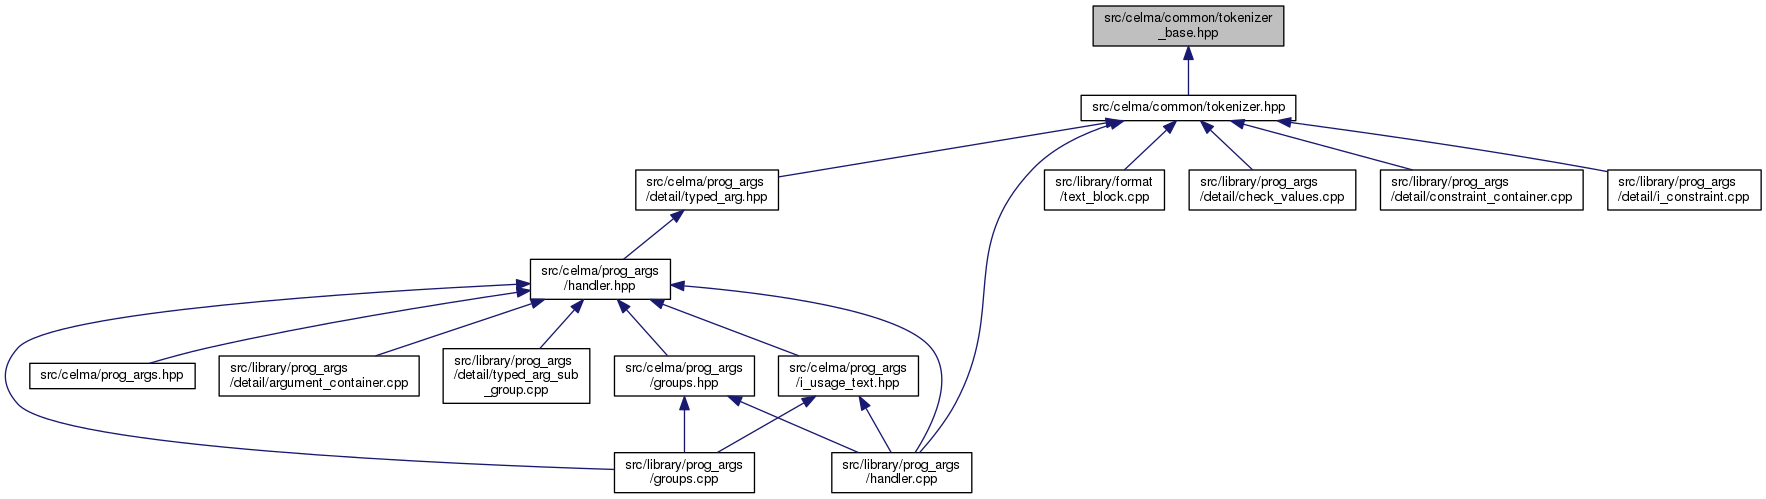 src/celma/common/tokenizer
_base.hpp
src/celma/common/tokenizer.hpp
src/celma/prog_args
/detail/typed_arg.hpp
src/library/format
/text_block.cpp
src/library/prog_args
/detail/check_values.cpp
src/library/prog_args
/detail/constraint_container.cpp
src/library/prog_args
/detail/i_constraint.cpp
src/celma/prog_args
/handler.hpp
src/celma/prog_args.hpp
src/library/prog_args
/detail/argument_container.cpp
src/library/prog_args
/detail/typed_arg_sub
_group.cpp
src/celma/prog_args
/groups.hpp
src/celma/prog_args
/i_usage_text.hpp
src/library/prog_args
/groups.cpp
src/library/prog_args
/handler.cpp